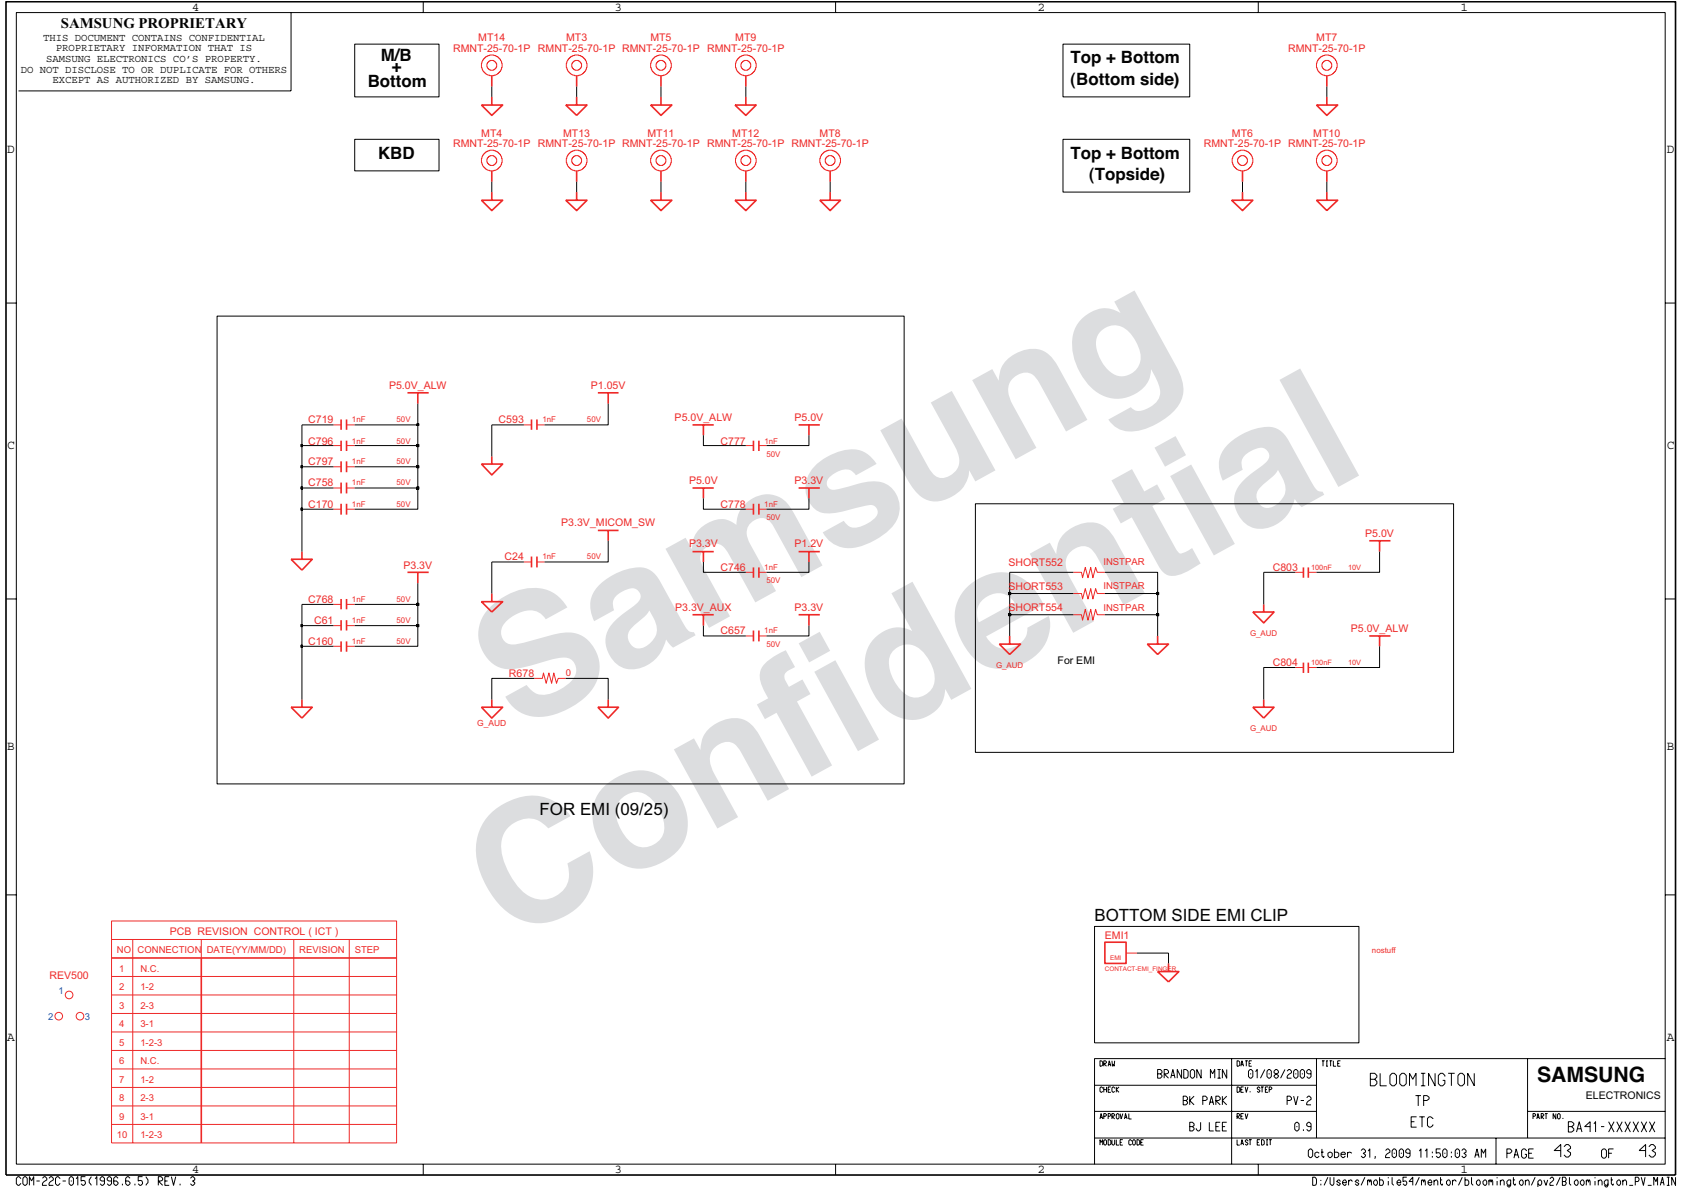 4 3 2 1
SAMSUNG PROPRIETARY
THIS DOCUMENT CONTAINS CONFIDENTIAL
PROPRIETARY INFORMATION THAT IS
SAMSUNG ELECTRONICS CO'S PROPERTY.
DO NOT DISCLOSE TO OR DUPLICATE FOR OTHERS
EXCEPT AS AUTHORIZED BY SAMSUNG.
M/B
+
Bottom
MT14 MT3 MT5 MT9
RMNT-25-70-1P RMNT-25-70-1P RMNT-25-70-1P RMNT-25-70-1P
Top + Bottom
(Bottom side)
MT7
RMNT-25-70-1P
D D
KBD
MT4 MT13 MT11 MT12 MT8
RMNT-25-70-1P RMNT-25-70-1P RMNT-25-70-1P RMNT-25-70-1P RMNT-25-70-1P
Top + Bottom
(Topside)
MT6 MT10
RMNT-25-70-1P RMNT-25-70-1P
Samsung
Confidential
C C
P5.0V_ALW
C719 1nF 50V
C796 1nF 50V
C797 1nF 50V
C758 1nF 50V
C170 1nF 50V
P3.3V
C768 1nF 50V
C61 1nF 50V
C160 1nF 50V
P1.05V
C593 1nF 50V
P3.3V_MICOM_SW
C24 1nF 50V
R678 0
G_AUD
P5.0V_ALW P5.0V
C777 1nF
50V
P5.0V P3.3V
C778 1nF
50V
P3.3V P1.2V
C746 1nF
50V
P3.3V_AUX P3.3V
C657 1nF
50V
FOR EMI (09/25)
SHORT552 INSTPAR
SHORT553 INSTPAR
SHORT554 INSTPAR
G_AUD
For EMI
P5.0V
C803 100nF 10V
G_AUD
P5.0V_ALW
C804 100nF 10V
G_AUD
B B
PCB REVISION CONTROL ( ICT )
NO CONNECTION DATE(YY/MM/DD) REVISION STEP
1 N.C.
2 1-2
3 2-3
4 3-1
5 1-2-3
6 N.C.
7 1-2
8 2-3
9 3-1
10 1-2-3
REV500
1
2 3
BOTTOM SIDE EMI CLIP
EMI1
EMI
CONTACT-EMI_FINGER
nostuff
A A
DRAW BRANDON MIN
DATE 01/08/2009
CHECK BK PARK
DEV. STEP PV-2
APPROVAL BJ LEE
REV 0.9
MODULE CODE
LAST EDIT October 31, 2009 11:50:03 AM
TITLE
BLOOMINGTON
TP
ETC
SAMSUNG
ELECTRONICS
PART NO.
BA41-XXXXXX
PAGE 43 OF 43
4 3 2 1
COM-22C-015(1996.6.5) REV. 3
D:/Users/mobile54/mentor/bloomington/pv2/Bloomington_PV_MAIN